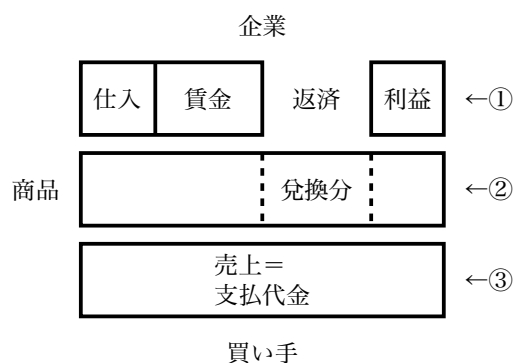 企業
仕入 賃金 返済 利益 ←①
商品 兌換分 ←②
売上＝
支払代金 ←③
買い手